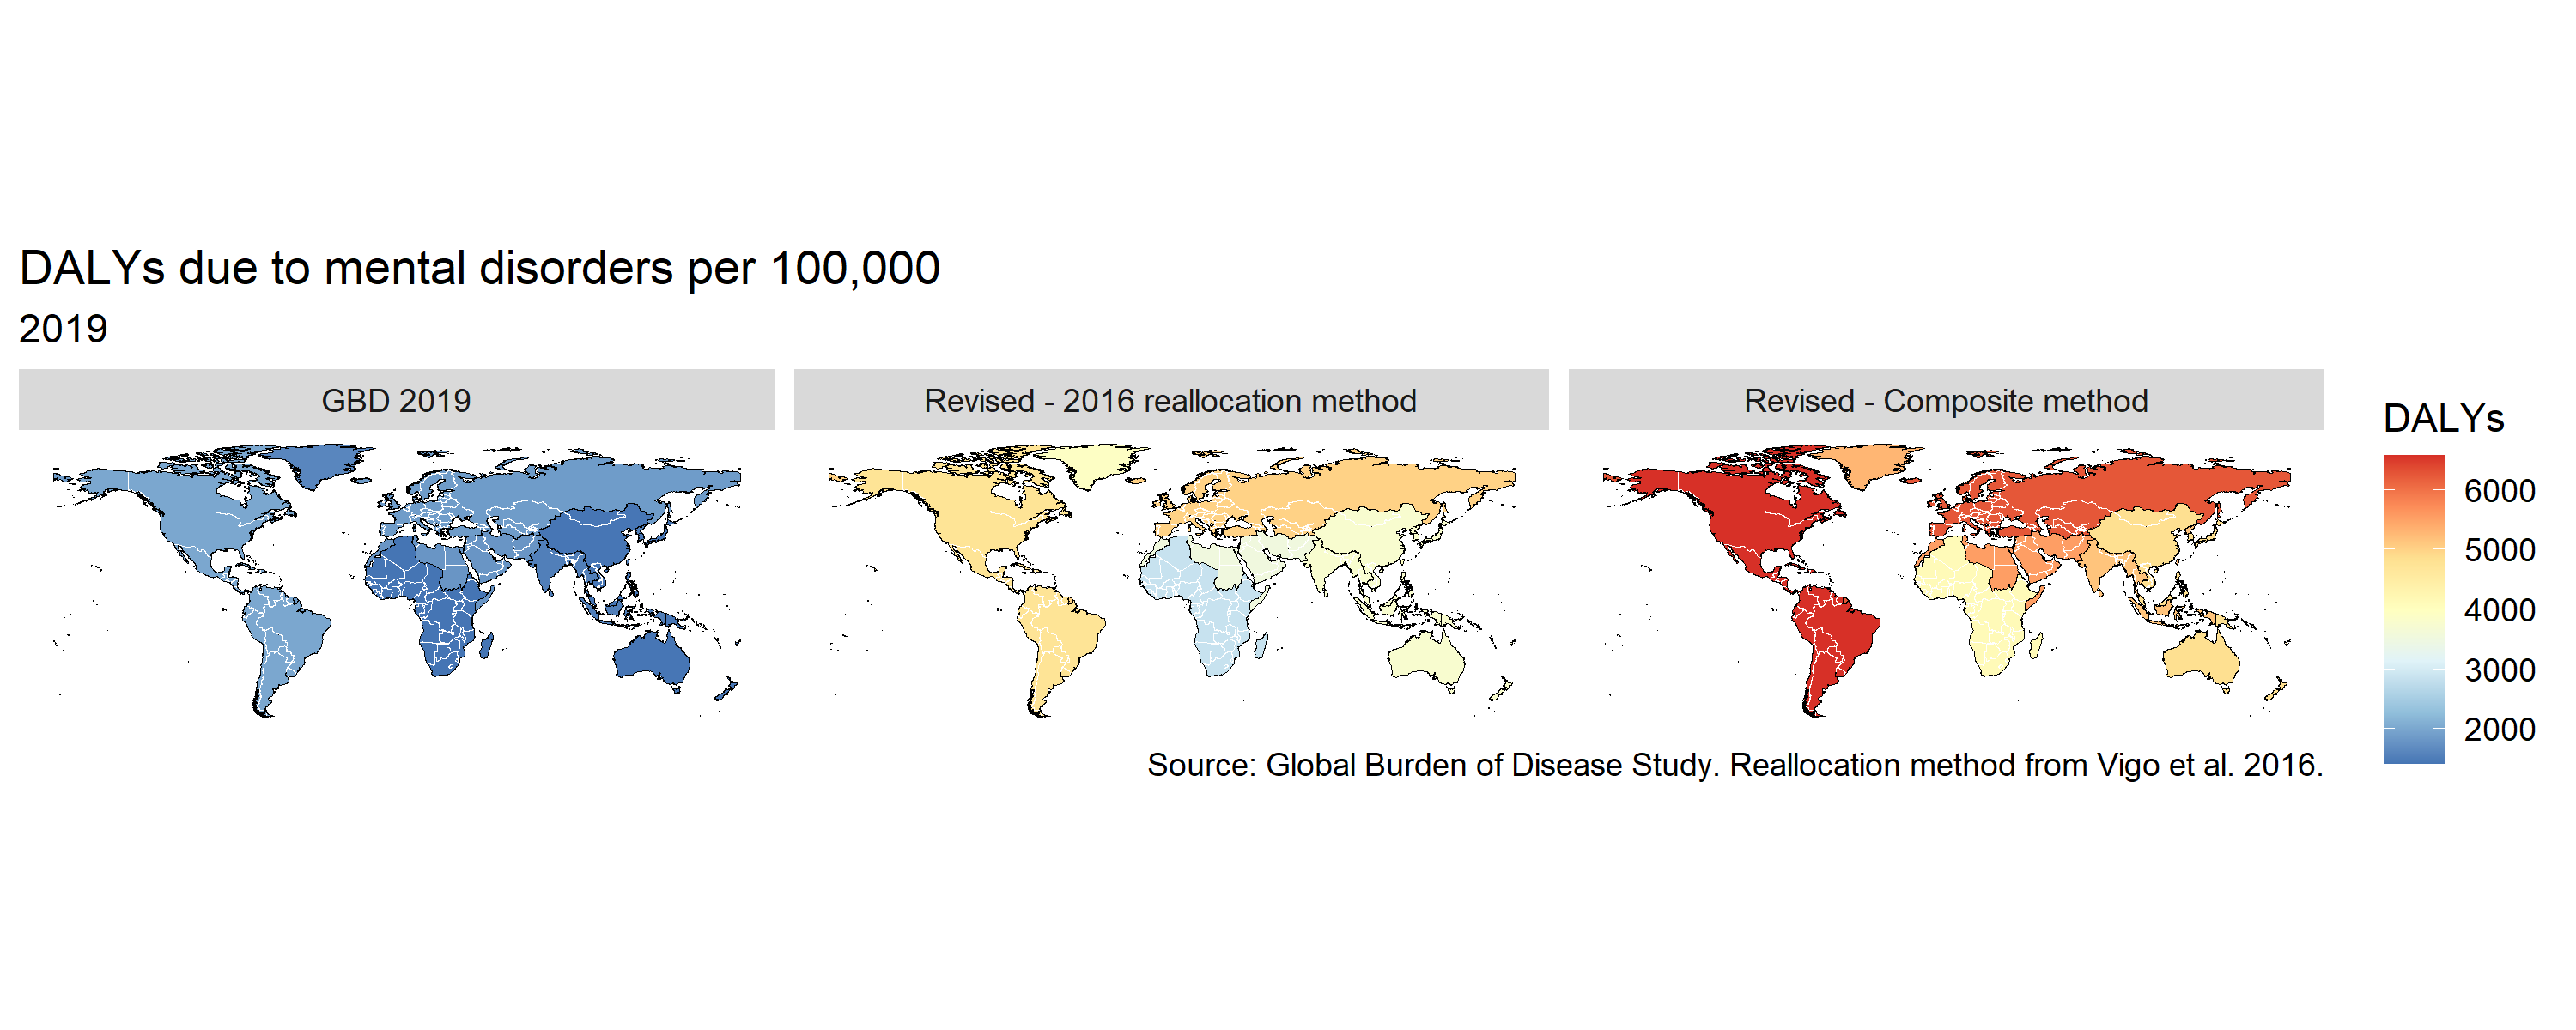 DALYs due to mental disorders per 100,000
2019
GBD 2019
Revised - 2016 reallocation method
Revised - Composite method
DALYs
6000
5000
4000
3000
2000
Source: Global Burden of Disease Study. Reallocation method from Vigo et al. 2016.